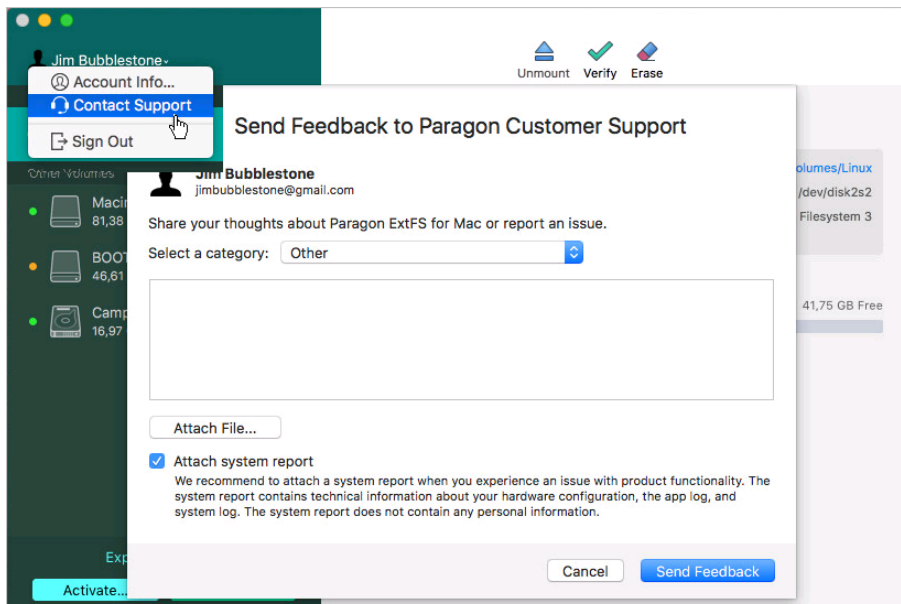 Jim Bubblestone
Unmount Verify Erase
Account Info...
Contact Support
Sign Out
Send Feedback to Paragon Customer Support
Other Volumes
Jim Bubblestone
jimbubblestone@gmail.com
olumes/Linux
/dev/disk2s2
Filesystem 3
Share your thoughts about Paragon ExtFS for Mac or report an issue.
Select a category: Other
Macin
81,38
BOOT
46,61
Camp
16,97
41,75 GB Free
Attach File...
Attach system report
We recommend to attach a system report when you experience an issue with product functionality. The
system report contains technical information about your hardware configuration, the app log, and
system log. The system report does not contain any personal information.
Exp
Activate...
Cancel Send Feedback